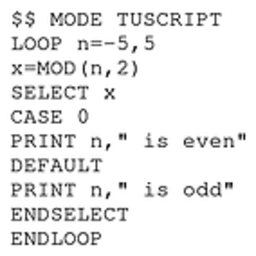 $$ MODE TUSCRIPT
LOOP n=-5,5
x=MOD(n,2)
SELECT x
CASE 0
PRINT n," is even"
DEFAULT
PRINT n," is odd"
ENDSELECT
ENDLOOP